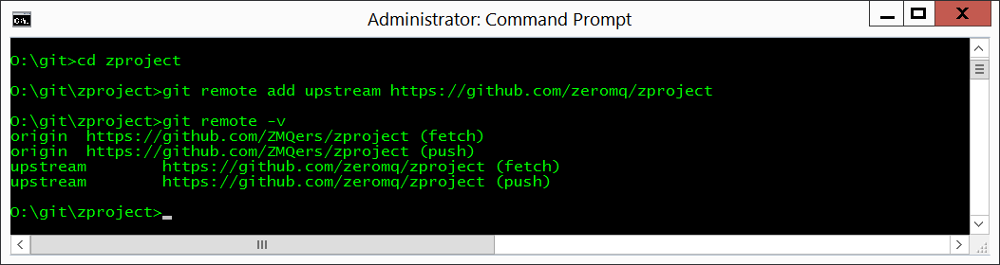 Administrator: Command Prompt
O:\git>cd zproject
O:\git\zproject>git remote add upstream https://github.com/zeromq/zproject
O:\git\zproject>git remote -v
origin  https://github.com/ZMQers/zproject (fetch)
origin  https://github.com/ZMQers/zproject (push)
upstream        https://github.com/zeromq/zproject (fetch)
upstream        https://github.com/zeromq/zproject (push)
O:\git\zproject>